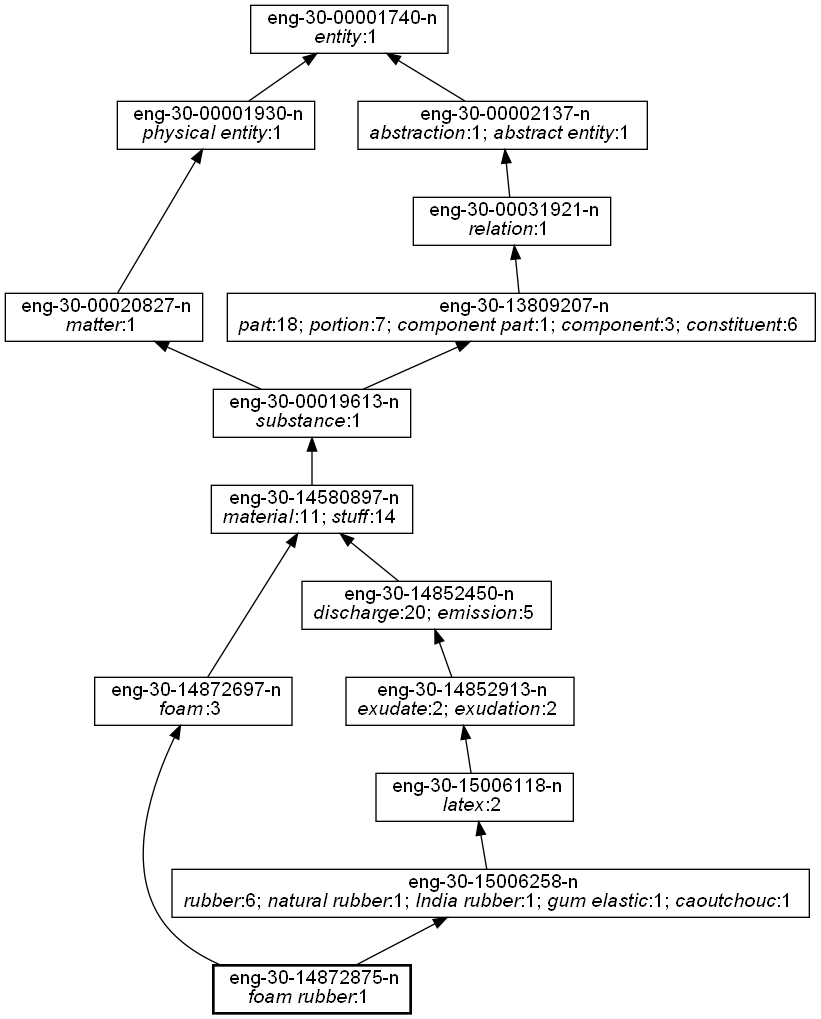 eng-30-00001740-n
entity:1
eng-30-00001930-n
physical entity:1
eng-30-00002137-n
abstraction:1; abstract entity:1
eng-30-00031921-n
relation:1
eng-30-00020827-n
matter:1
eng-30-13809207-n
part:18; portion:7; component part:1; component:3; constituent:6
eng-30-00019613-n
substance:1
eng-30-14580897-n
material:11; stuff:14
eng-30-14852450-n
discharge:20; emission:5
eng-30-14872697-n
foam:3
eng-30-14852913-n
exudate:2; exudation:2
eng-30-15006118-n
latex:2
eng-30-15006258-n
rubber:6; natural rubber:1; India rubber:1; gum elastic:1; caoutchouc:1
eng-30-14872875-n
foam rubber:1